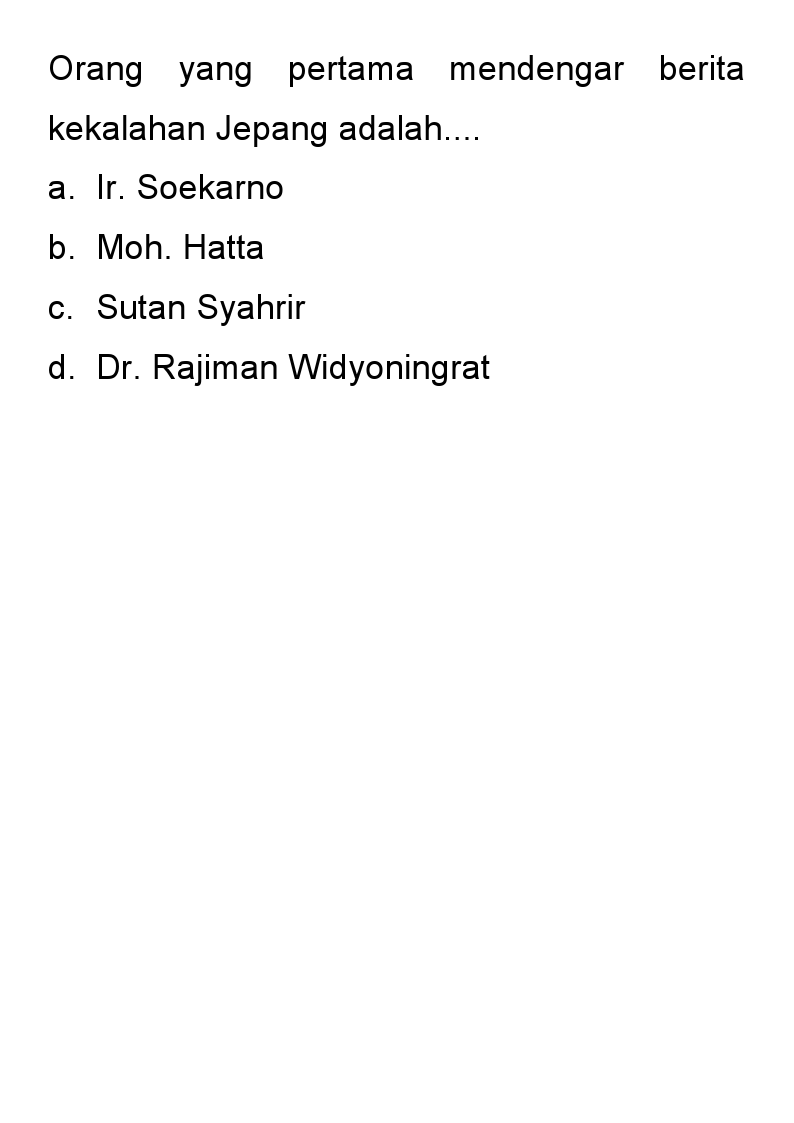 Orang yang pertama mendengar berita
kekalahan Jepang adalah....
a. Ir. Soekarno
b. Moh. Hatta
c. Sutan Syahrir
d. Dr. Rajiman Widyoningrat